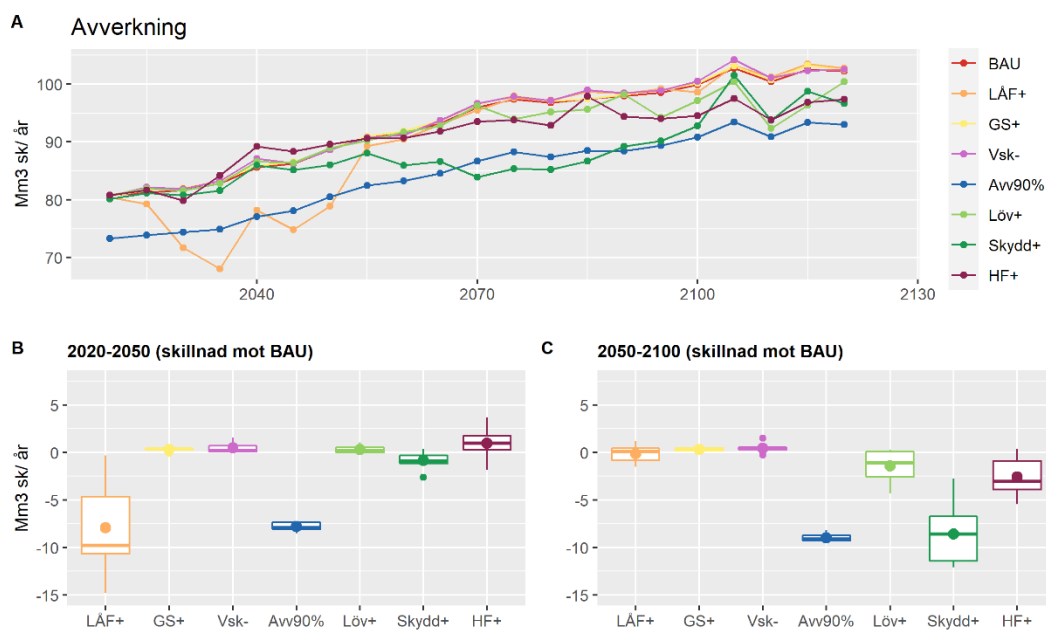 A
Avverkning
Mm3 sk/ år
100
90
80
70
2040
2070
2100
2130
BAU
LÅF+
GS+
Vsk-
Avv90%
Löv+
Skydd+
HF+
B
2020-2050 (skillnad mot BAU)
Mm3 sk/ år
5
0
-5
-10
-15
LÅF+ GS+ Vsk- Avv90% Löv+ Skydd+ HF+
C
2050-2100 (skillnad mot BAU)
5
0
-5
-10
-15
LÅF+ GS+ Vsk- Avv90% Löv+ Skydd+ HF+